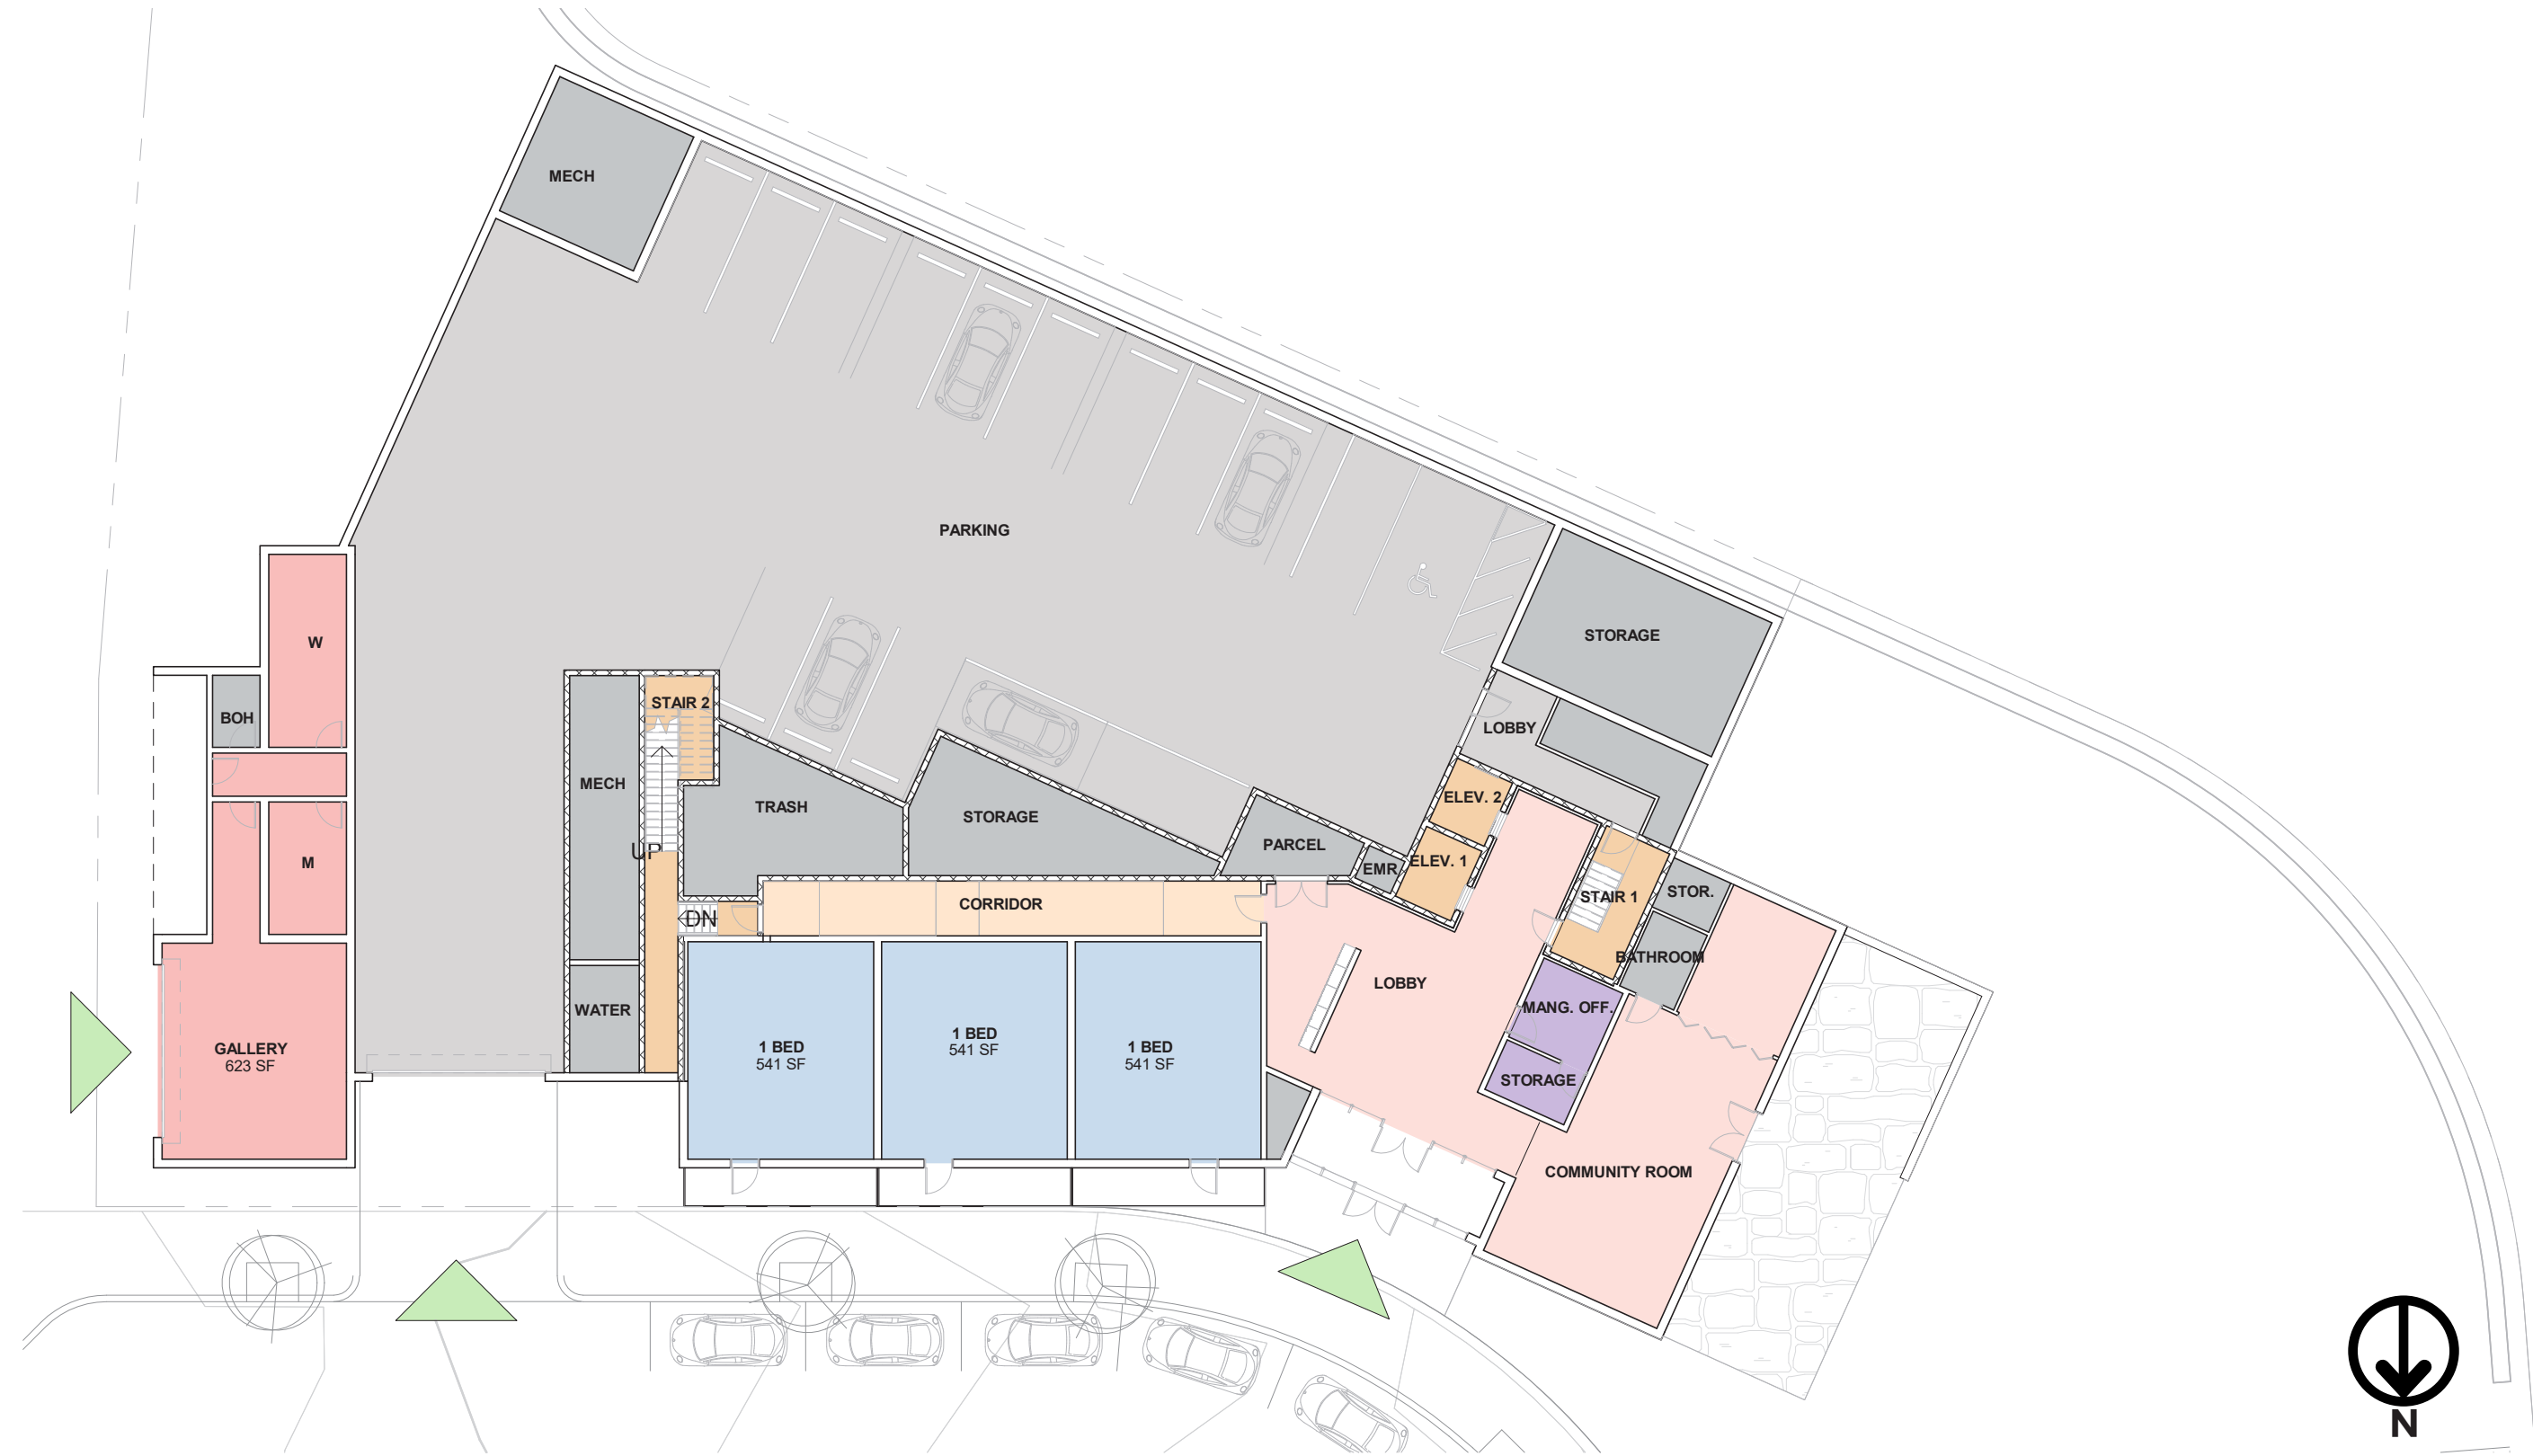 MECH
PARKING
W
STORAGE
BOH
STAIR 2
LOBBY
MECH
TRASH
STORAGE
ELEV. 2
UP
M
PARCEL
EMR
ELEV. 1
STAIR 1
STOR.
DN
CORRIDOR
BATHROOM
LOBBY
WATER
MANG. OFF.
GALLERY
623 SF
1 BED
541 SF
1 BED
541 SF
1 BED
541 SF
STORAGE
COMMUNITY ROOM
N